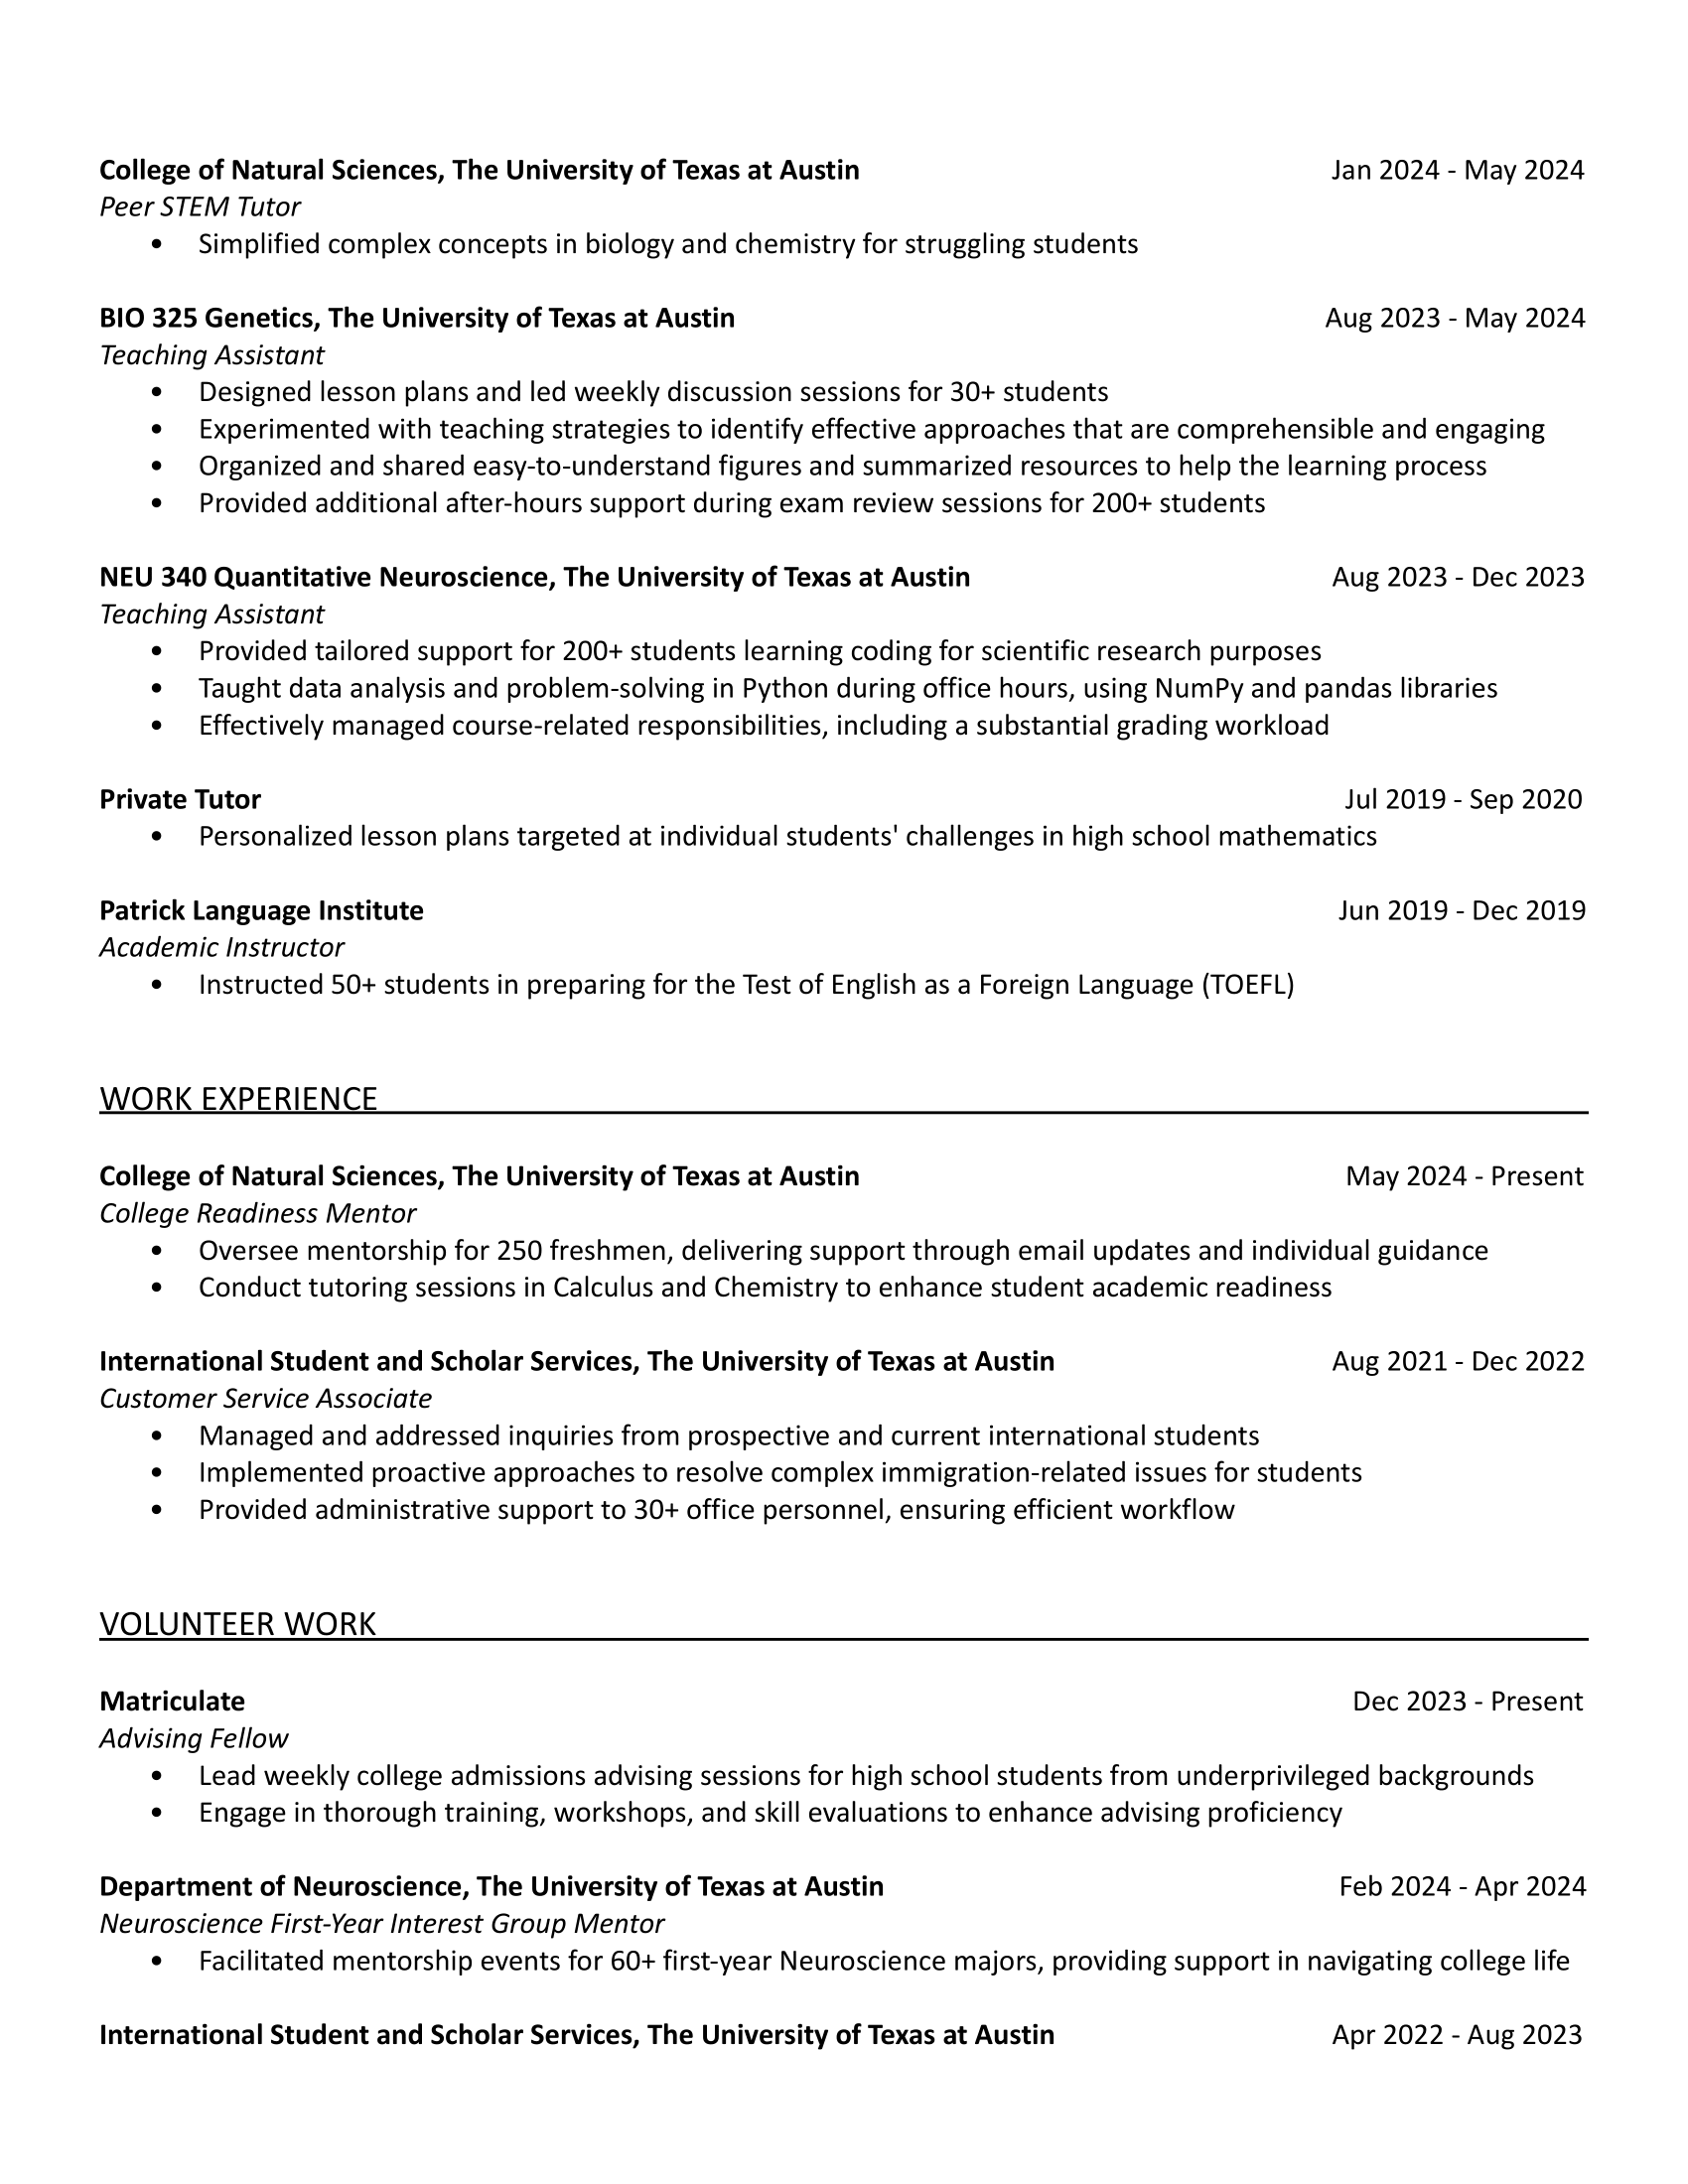 College of Natural Sciences, The University of Texas at Austin Jan 2024 - May 2024
Peer STEM Tutor
• Simplified complex concepts in biology and chemistry for struggling students
BIO 325 Genetics, The University of Texas at Austin Aug 2023 - May 2024
Teaching Assistant
• Designed lesson plans and led weekly discussion sessions for 30+ students
• Experimented with teaching strategies to identify effective approaches that are comprehensible and engaging
• Organized and shared easy-to-understand figures and summarized resources to help the learning process
• Provided additional after-hours support during exam review sessions for 200+ students
NEU 340 Quantitative Neuroscience, The University of Texas at Austin Aug 2023 - Dec 2023
Teaching Assistant
• Provided tailored support for 200+ students learning coding for scientific research purposes
• Taught data analysis and problem-solving in Python during office hours, using NumPy and pandas libraries
• Effectively managed course-related responsibilities, including a substantial grading workload
Private Tutor Jul 2019 - Sep 2020
• Personalized lesson plans targeted at individual students' challenges in high school mathematics
Patrick Language Institute Jun 2019 - Dec 2019
Academic Instructor
• Instructed 50+ students in preparing for the Test of English as a Foreign Language (TOEFL)
WORK EXPERIENCE
College of Natural Sciences, The University of Texas at Austin May 2024 - Present
College Readiness Mentor
• Oversee mentorship for 250 freshmen, delivering support through email updates and individual guidance
• Conduct tutoring sessions in Calculus and Chemistry to enhance student academic readiness
International Student and Scholar Services, The University of Texas at Austin Aug 2021 - Dec 2022
Customer Service Associate
• Managed and addressed inquiries from prospective and current international students
• Implemented proactive approaches to resolve complex immigration-related issues for students
• Provided administrative support to 30+ office personnel, ensuring efficient workflow
VOLUNTEER WORK
Matriculate Dec 2023 - Present
Advising Fellow
• Lead weekly college admissions advising sessions for high school students from underprivileged backgrounds
• Engage in thorough training, workshops, and skill evaluations to enhance advising proficiency
Department of Neuroscience, The University of Texas at Austin Feb 2024 - Apr 2024
Neuroscience First-Year Interest Group Mentor
• Facilitated mentorship events for 60+ first-year Neuroscience majors, providing support in navigating college life
International Student and Scholar Services, The University of Texas at Austin Apr 2022 - Aug 2023